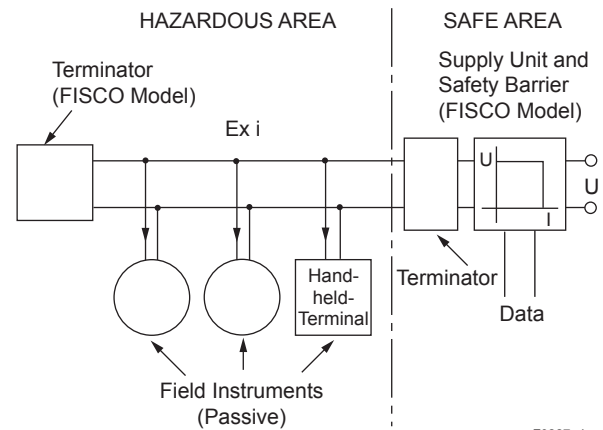 HAZARDOUS AREA
SAFE AREA
Terminator
(FISCO Model)
Supply Unit and
Safety Barrier
(FISCO Model)
Ex i
U
U
I
Hand-
held-
Terminal
Terminator
Data
Field Instruments
(Passive)